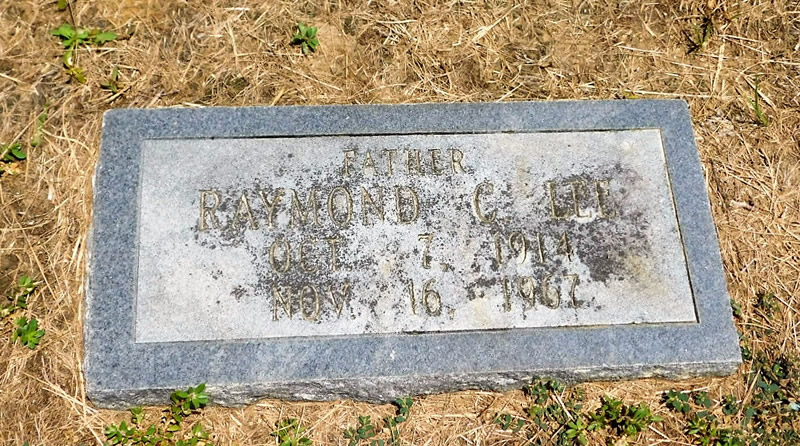 FATHER
RAYMOND C. LEE
OCT. 7, 1914
NOV. 16, 1967